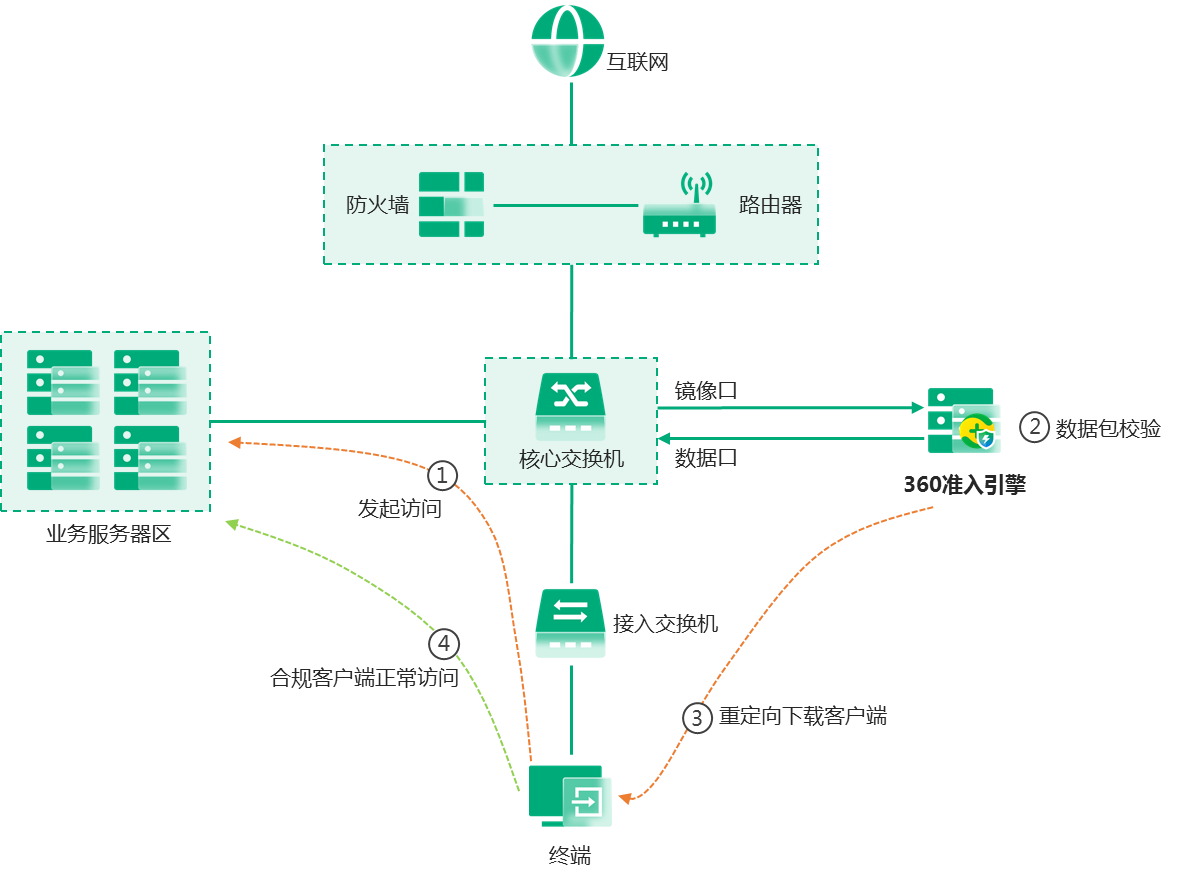 互联网
防火墙
路由器
镜像口
核心交换机
数据口
② 数据包校验
360准入引擎
①
发起访问
业务服务器区
接入交换机
④
合规客户端正常访问
③ 重定向下载客户端
终端